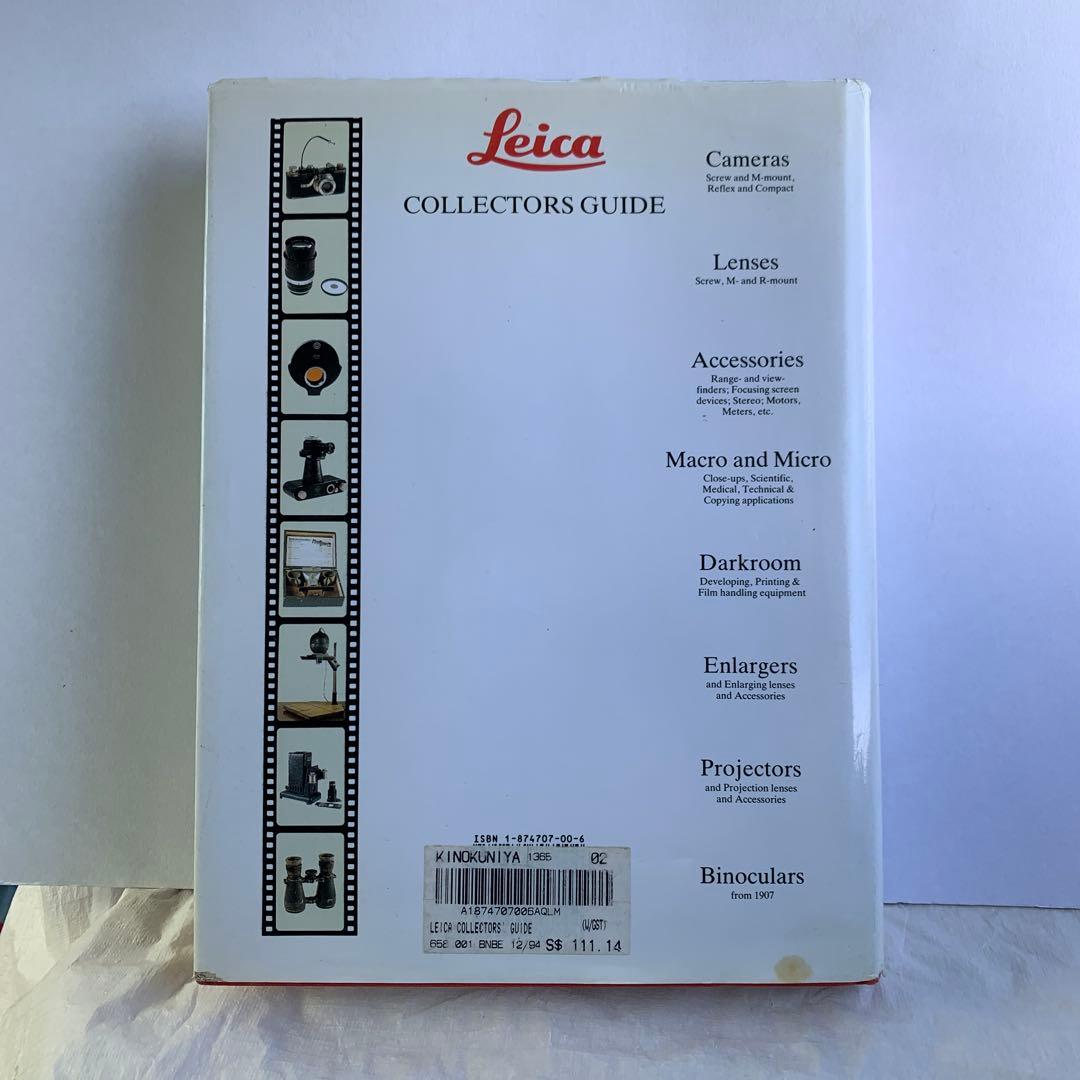 Leica
COLLECTORS GUIDE
Cameras
Screw and M-mount,
Reflex and Compact
Lenses
Screw, M- and R-mount
Accessories
Range- and view-
finders; Focusing screen
devices; Stereo; Motors,
Meters, etc.
Macro and Micro
Close-ups, Scientific,
Medical, Technical &
Copying applications
Darkroom
Developing, Printing &
Film handling equipment
Enlargers
and Enlarging lenses
and Accessories
Projectors
and Projection lenses
and Accessories
Binoculars
from 1907
ISBN 1-874707-00-6
KINOKUNIYA 1365 02
A1874707006AQLM
LEICA COLLECTORS' GUIDE (W/GST)
658 001 BNBE 12/94 S$ 111.14